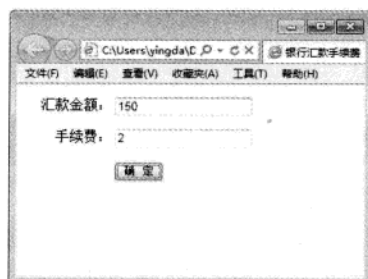 C:\Users\yingda\D
银行汇款手续费
文件(F) 编辑(E) 查看(V) 收藏夹(A) 工具(T) 帮助(H)
汇款金额： 150
手续费： 2
确 定